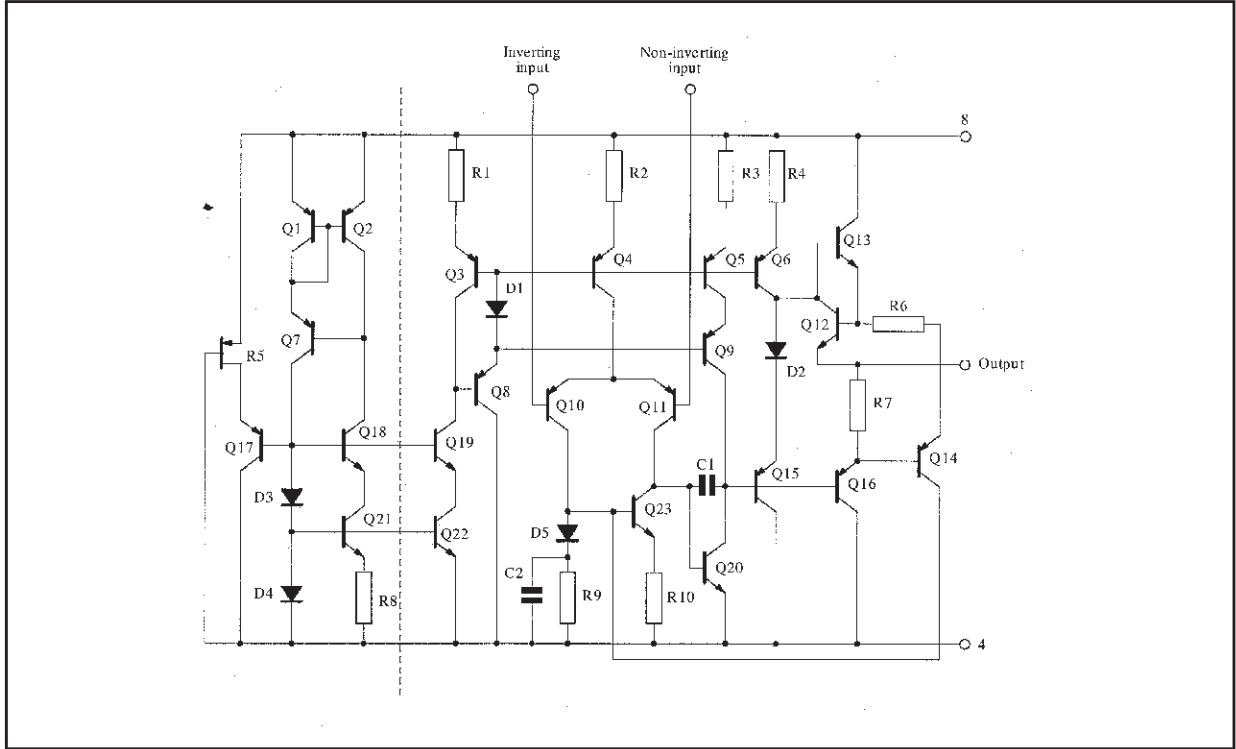 Inverting
input
Non-inverting
input
8
R1
R2
R3
R4
Q1
Q2
Q3
Q4
Q5
Q6
Q13
D1
R6
Q12
Q7
R5
Q9
D2
Output
Q8
Q10
Q11
R7
Q17
Q18
Q19
C1
Q15
Q16
Q14
D3
Q21
Q22
D5
Q23
C2
Q20
D4
R8
R9
R10
4